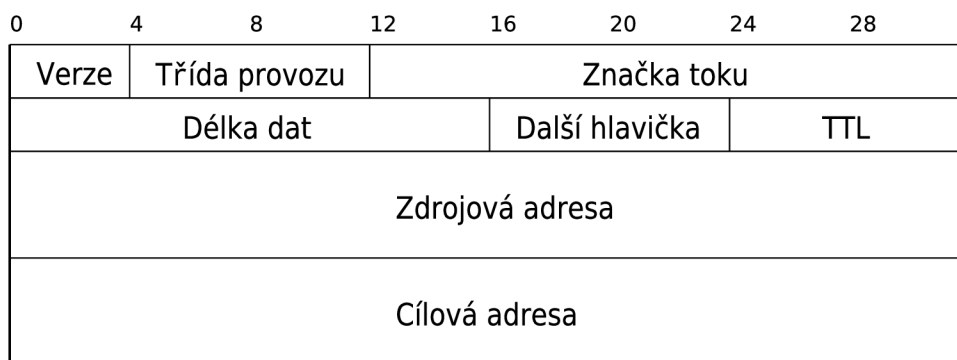 0 4 8 12 16 20 24 28
Verze Třída provozu Značka toku
Délka dat Další hlavička TTL
Zdrojová adresa
Cílová adresa